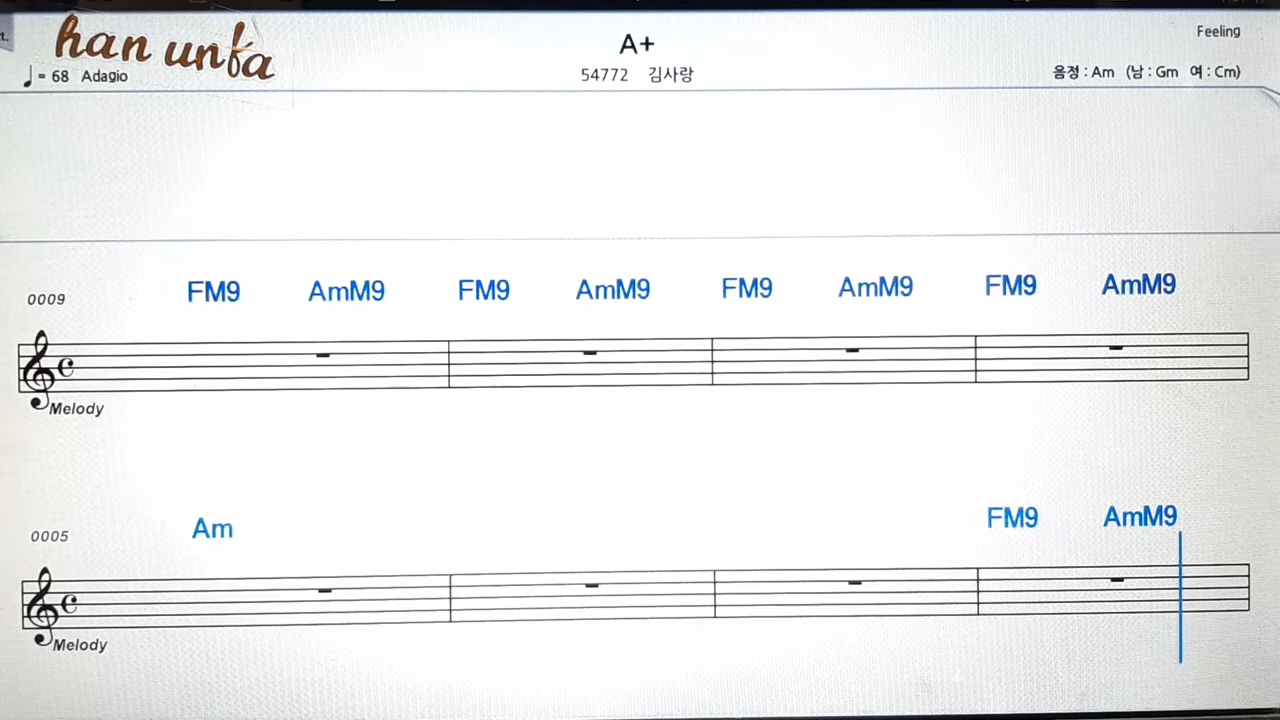 t.
han unfa
♩ = 68 Adagio
A+
54772 김사랑
Feeling
음정 : Am (남 : Gm 여 : Cm)
0009
FM9 AmM9 FM9 AmM9 FM9 AmM9 FM9 AmM9
Melody
0005
Am FM9 AmM9
Melody